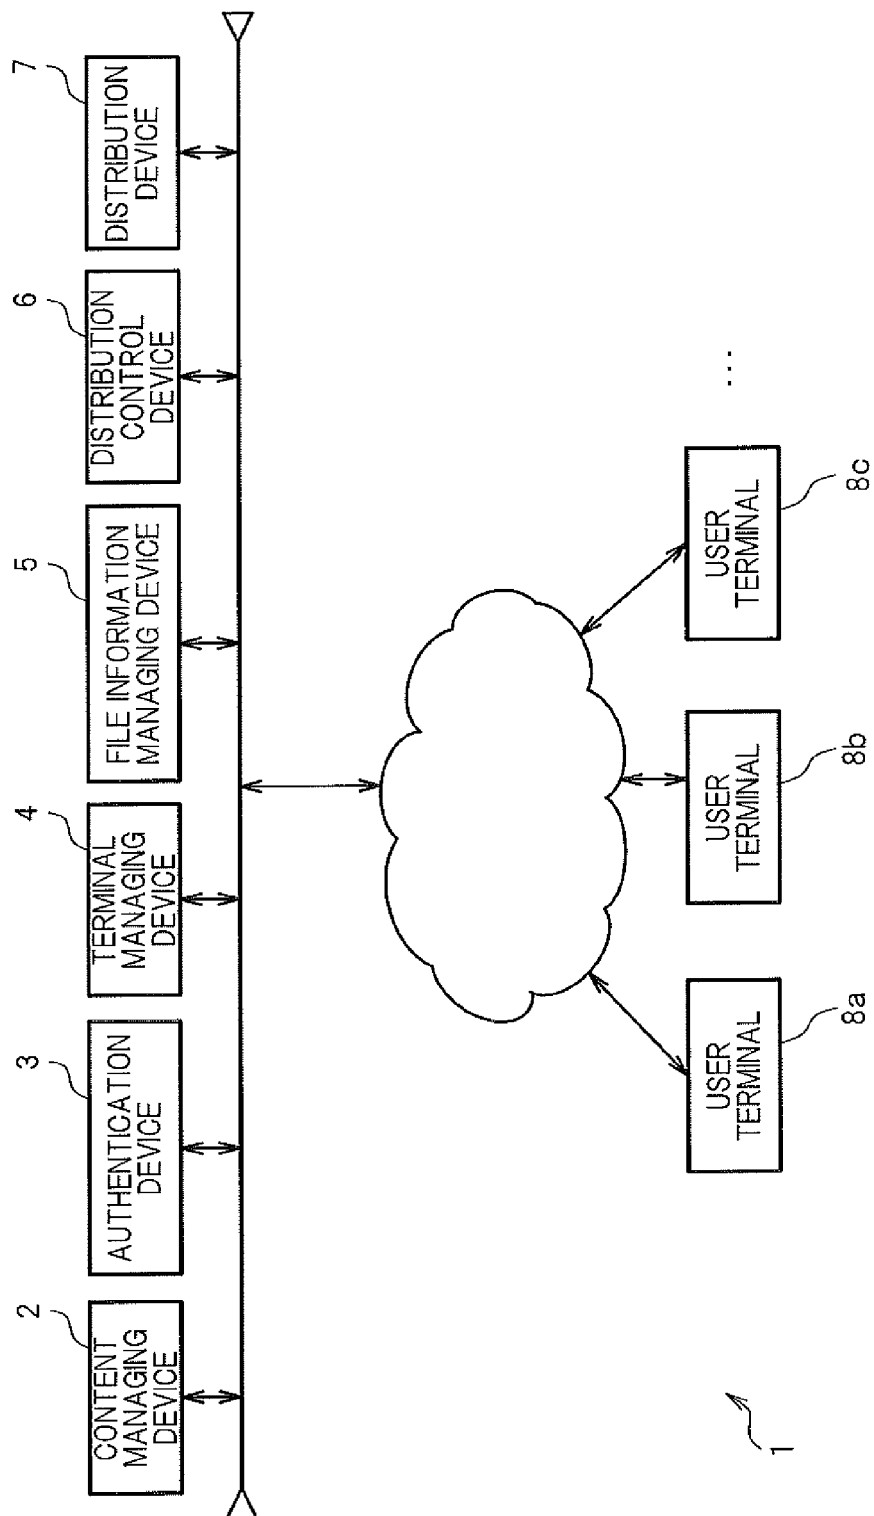 2
3
4
5
6
7
CONTENT
MANAGING
DEVICE
AUTHENTICATION
DEVICE
TERMINAL
MANAGING
DEVICE
FILE INFORMATION
MANAGING DEVICE
DISTRIBUTION
CONTROL
DEVICE
DISTRIBUTION
DEVICE
USER
TERMINAL
USER
TERMINAL
USER
TERMINAL
...
8a
8b
8c
1